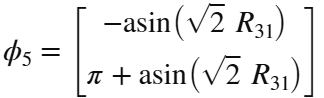 ϕ₅ = [ −asin(√2 R₃₁)
π + asin(√2 R₃₁) ]